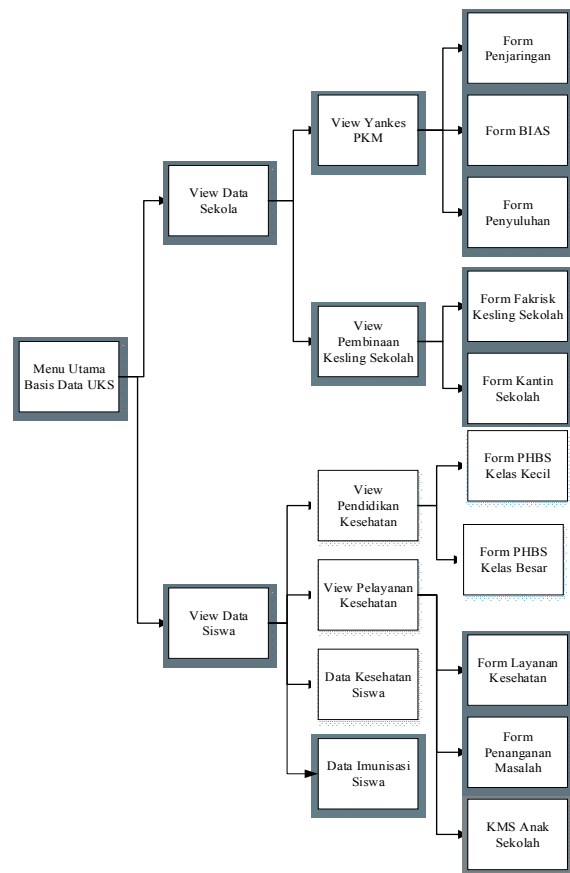 Menu Utama
Basis Data UKS
View Data
Sekola
View Data
Siswa
View Yankes
PKM
View
Pembinaan
Kesling Sekolah
View
Pendidikan
Kesehatan
View Pelayanan
Kesehatan
Data Kesehatan
Siswa
Data Imunisasi
Siswa
Form
Penjaringan
Form BIAS
Form
Penyuluhan
Form Fakrisk
Kesling Sekolah
Form Kantin
Sekolah
Form PHBS
Kelas Kecil
Form PHBS
Kelas Besar
Form Layanan
Kesehatan
Form
Penanganan
Masalah
KMS Anak
Sekolah